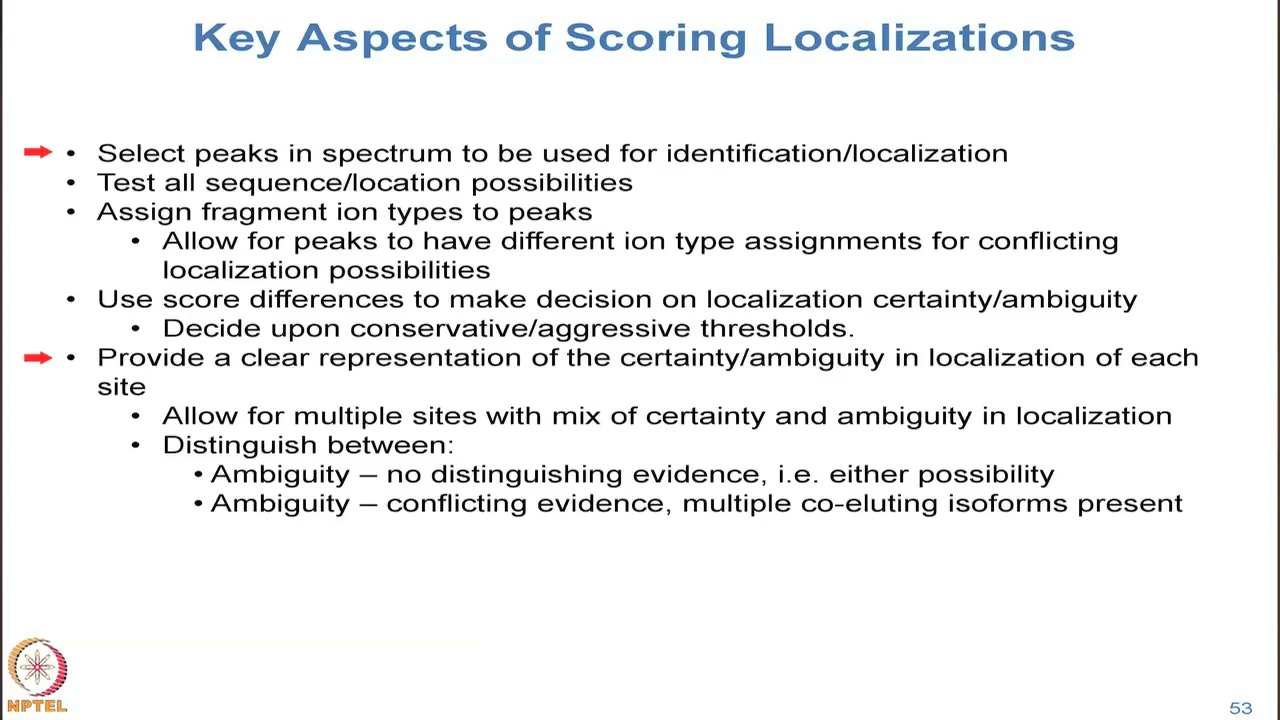 Key Aspects of Scoring Localizations
• Select peaks in spectrum to be used for identification/localization
• Test all sequence/location possibilities
• Assign fragment ion types to peaks
• Allow for peaks to have different ion type assignments for conflicting
localization possibilities
• Use score differences to make decision on localization certainty/ambiguity
• Decide upon conservative/aggressive thresholds.
• Provide a clear representation of the certainty/ambiguity in localization of each
site
• Allow for multiple sites with mix of certainty and ambiguity in localization
• Distinguish between:
• Ambiguity – no distinguishing evidence, i.e. either possibility
• Ambiguity – conflicting evidence, multiple co-eluting isoforms present
NPTEL
53